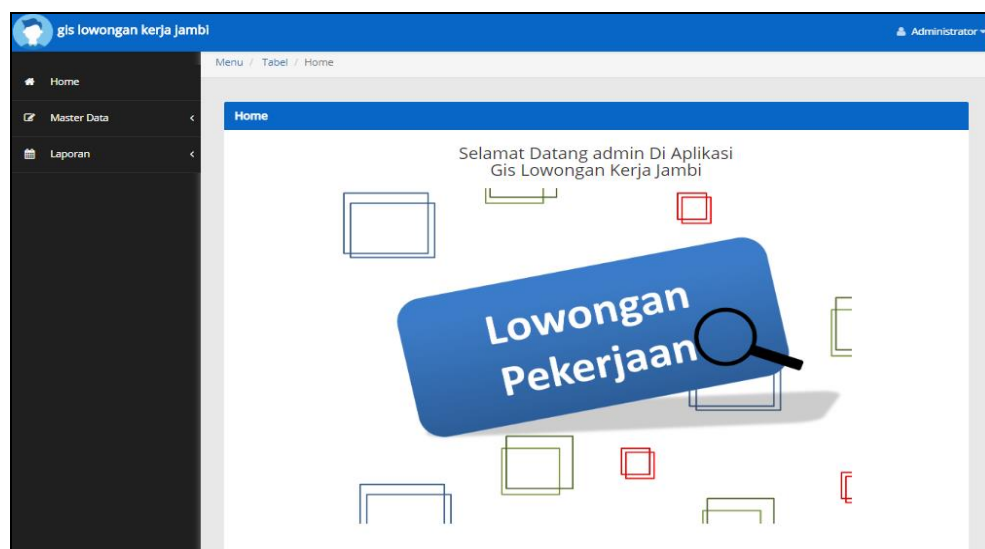 gis lowongan kerja jambi
Administrator
Menu / Tabel / Home
Home
Master Data
Laporan
Home
Selamat Datang admin Di Aplikasi
Gis Lowongan Kerja Jambi
Lowongan
Pekerjaan